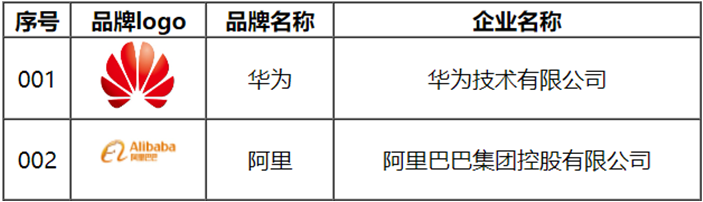 序号 品牌logo 品牌名称 企业名称
001 华为 华为技术有限公司
Alibaba
阿里巴巴
002 阿里 阿里巴巴集团控股有限公司